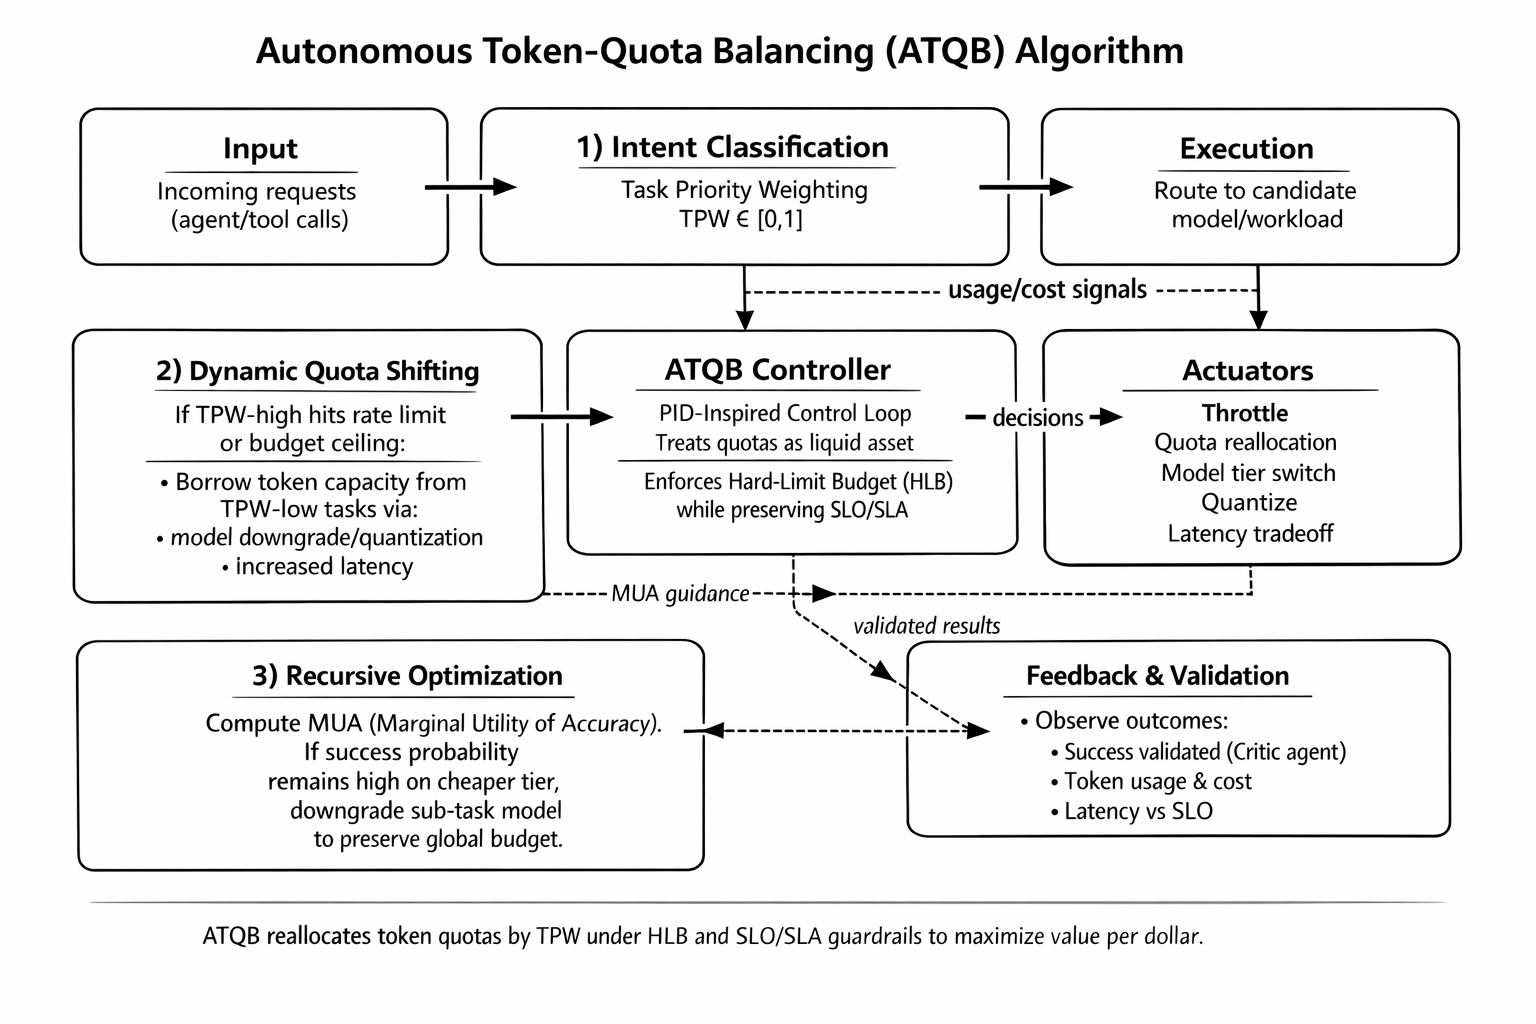 Autonomous Token-Quota Balancing (ATQB) Algorithm
Input
Incoming requests
(agent/tool calls)
1) Intent Classification
Task Priority Weighting
TPW ∈ [0,1]
Execution
Route to candidate
model/workload
usage/cost signals
2) Dynamic Quota Shifting
If TPW-high hits rate limit
or budget ceiling:
• Borrow token capacity from
TPW-low tasks via:
• model downgrade/quantization
• increased latency
ATQB Controller
PID-Inspired Control Loop
Treats quotas as liquid asset
Enforces Hard-Limit Budget (HLB)
while preserving SLO/SLA
decisions
Actuators
Throttle
Quota reallocation
Model tier switch
Quantize
Latency tradeoff
MUA guidance
validated results
3) Recursive Optimization
Compute MUA (Marginal Utility of Accuracy).
If success probability
remains high on cheaper tier,
downgrade sub-task model
to preserve global budget.
Feedback & Validation
• Observe outcomes:
• Success validated (Critic agent)
• Token usage & cost
• Latency vs SLO
ATQB reallocates token quotas by TPW under HLB and SLO/SLA guardrails to maximize value per dollar.